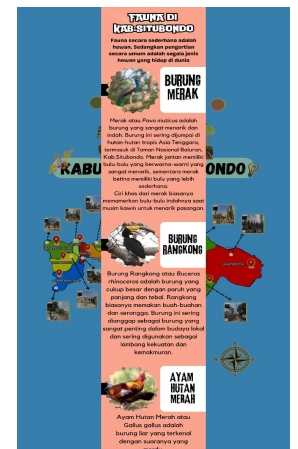 FAUNA DI
KAB.SITUBONDO
Fauna secara sederhana adalah
hewan. Sedangkan pengertian
secara umum adalah segala jenis
hewan yang hidup di dunia
BURUNG
MERAK
Merak atau Pavo muticus adalah
burung yang sangat menarik dan
indah. Burung ini sering dijumpai di
hutan-hutan tropis Asia Tenggara,
termasuk di Taman Nasional Baluran,
Kab.Situbondo. Merak jantan memiliki
bulu-bulu yang berwarna-warni yang
sangat menarik, sementara merak
betina memiliki bulu yang lebih
sederhana.
Ciri khas dari merak biasanya
memamerkan bulu-bulu indahnya saat
musim kawin untuk menarik pasangan.
KABU
BONDO
BURUNG
RANGKONG
Burung Rangkong atau Buceros
rhinoceros adalah burung yang
cukup besar dengan paruh yang
panjang dan tebal. Rangkong
biasanya memakan buah-buahan
dan serangga. Burung ini sering
dianggap sebagai burung yang
sangat penting dalam budaya lokal
dan sering digunakan sebagai
lambang kekuatan dan
kemakmuran.
AYAM
HUTAN
MERAH
Ayam Hutan Merah atau
Gallus gallus adalah
burung liar yang terkenal
dengan suaranya yang